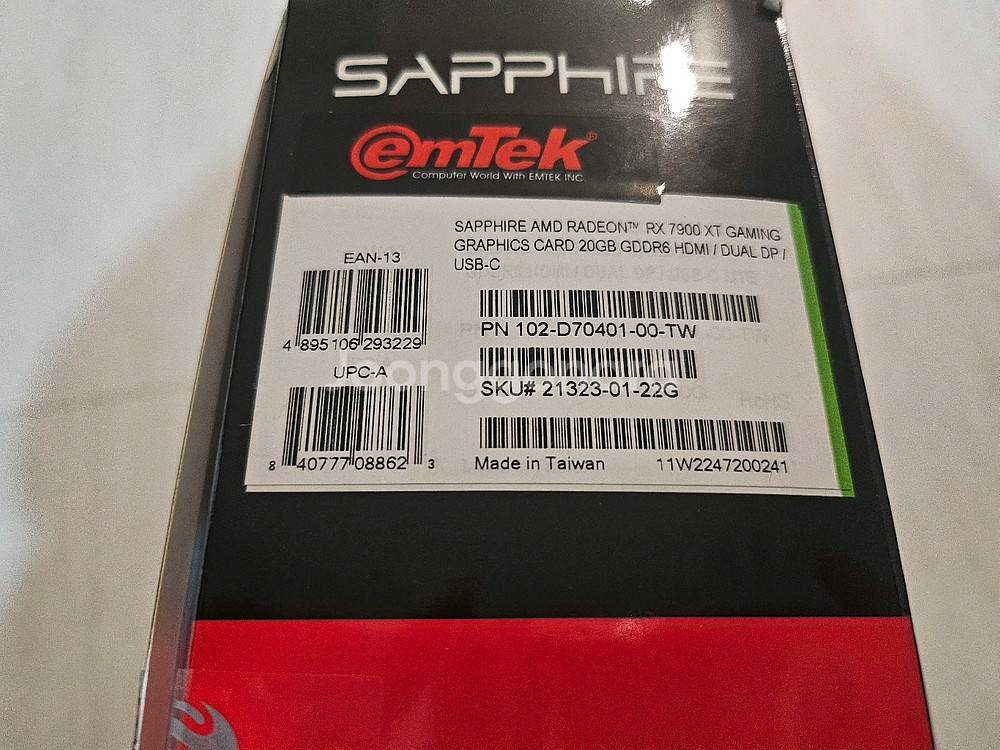 SAPPHIRE
emTek®
Computer World With EMTEK INC
SAPPHIRE AMD RADEON™ RX 7900 XT GAMING
GRAPHICS CARD 20GB GDDR6 HDMI / DUAL DP /
USB-C
EAN-13
4 895106 293229
UPC-A
8 40777 08862 3
PN 102-D70401-00-TW
SKU# 21323-01-22G
Made in Taiwan 11W2247200241
RoHS